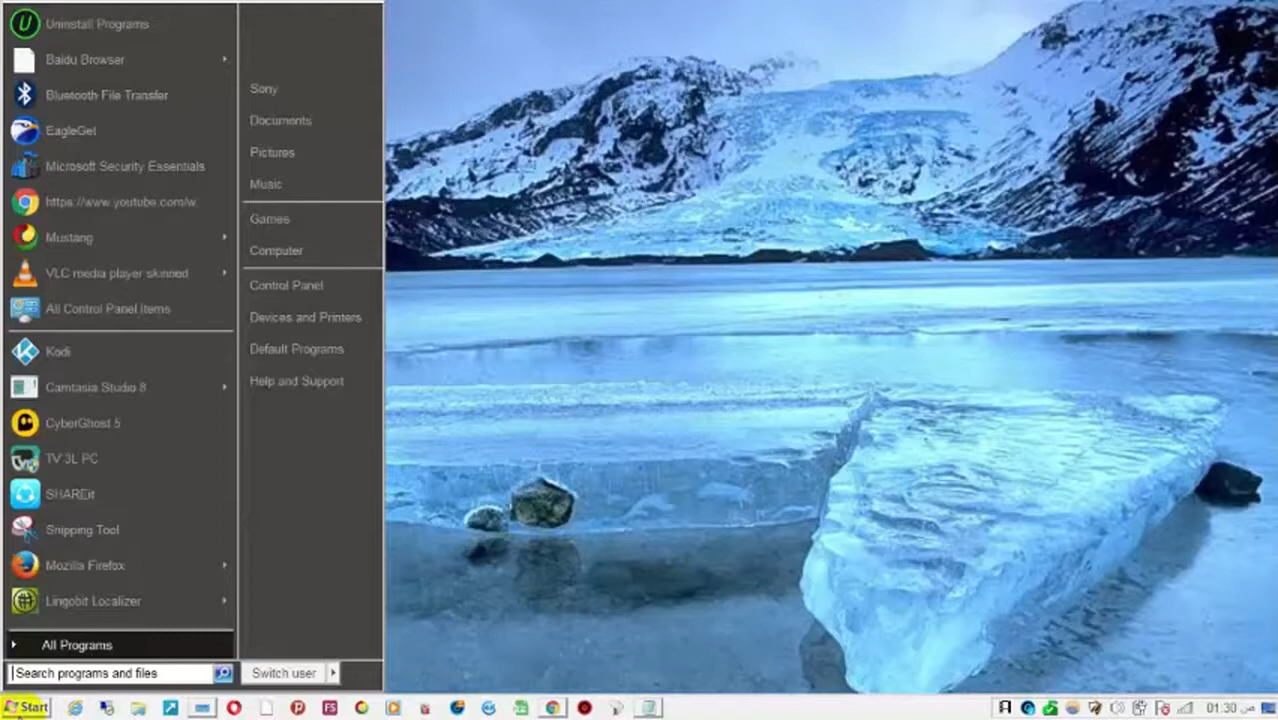 Uninstall Programs
Baidu Browser
Bluetooth File Transfer
EagleGet
Microsoft Security Essentials
https://www.youtube.com/w
Mustang
VLC media player skinned
All Control Panel Items
Kodi
Camtasia Studio 8
CyberGhost 5
TV 3L PC
SHAREit
Snipping Tool
Mozilla Firefox
Lingobit Localizer
All Programs
Search programs and files
Sony
Documents
Pictures
Music
Games
Computer
Control Panel
Devices and Printers
Default Programs
Help and Support
Switch user
Start
FS
01:30